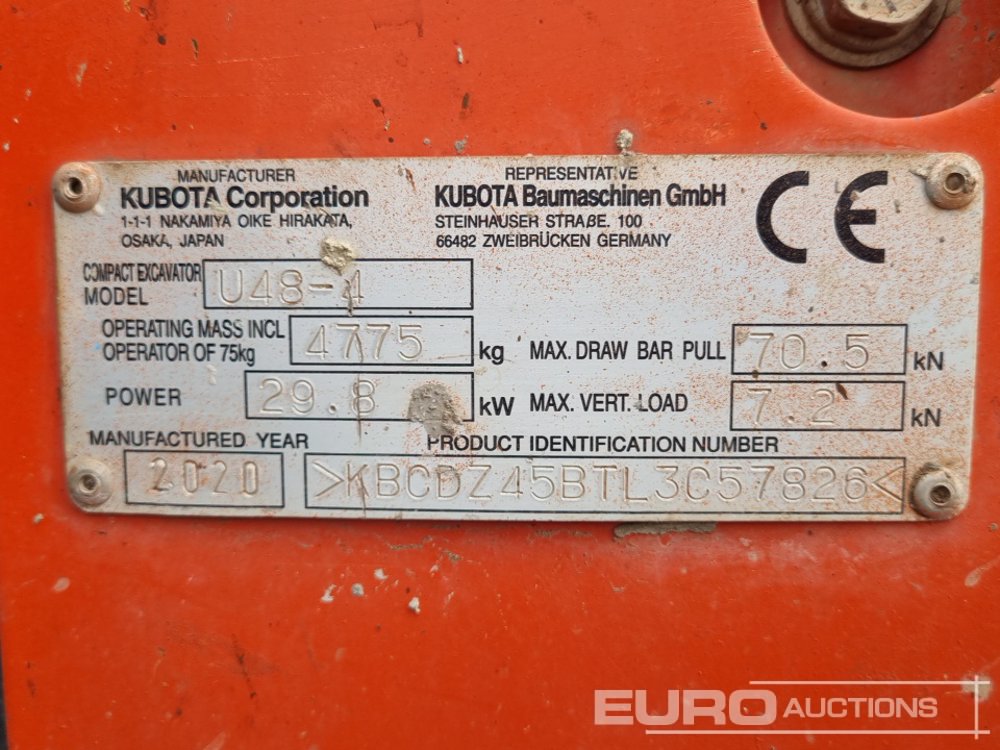 MANUFACTURER
KUBOTA Corporation
1-1-1 NAKAMIYA OIKE HIRAKATA,
OSAKA, JAPAN
REPRESENTATIVE
KUBOTA Baumaschinen GmbH
STEINHAUSER STRAßE. 100
66482 ZWEIBRÜCKEN GERMANY
CE
COMPACT EXCAVATOR
MODEL U48-4
OPERATING MASS INCL
OPERATOR OF 75kg 4775 kg
MAX. DRAW BAR PULL 70.5 kN
POWER 29.8 kW
MAX. VERT. LOAD 7.2 kN
MANUFACTURED YEAR
2020
PRODUCT IDENTIFICATION NUMBER
>KBCDZ45BTL3C57826<
EURO AUCTIONS